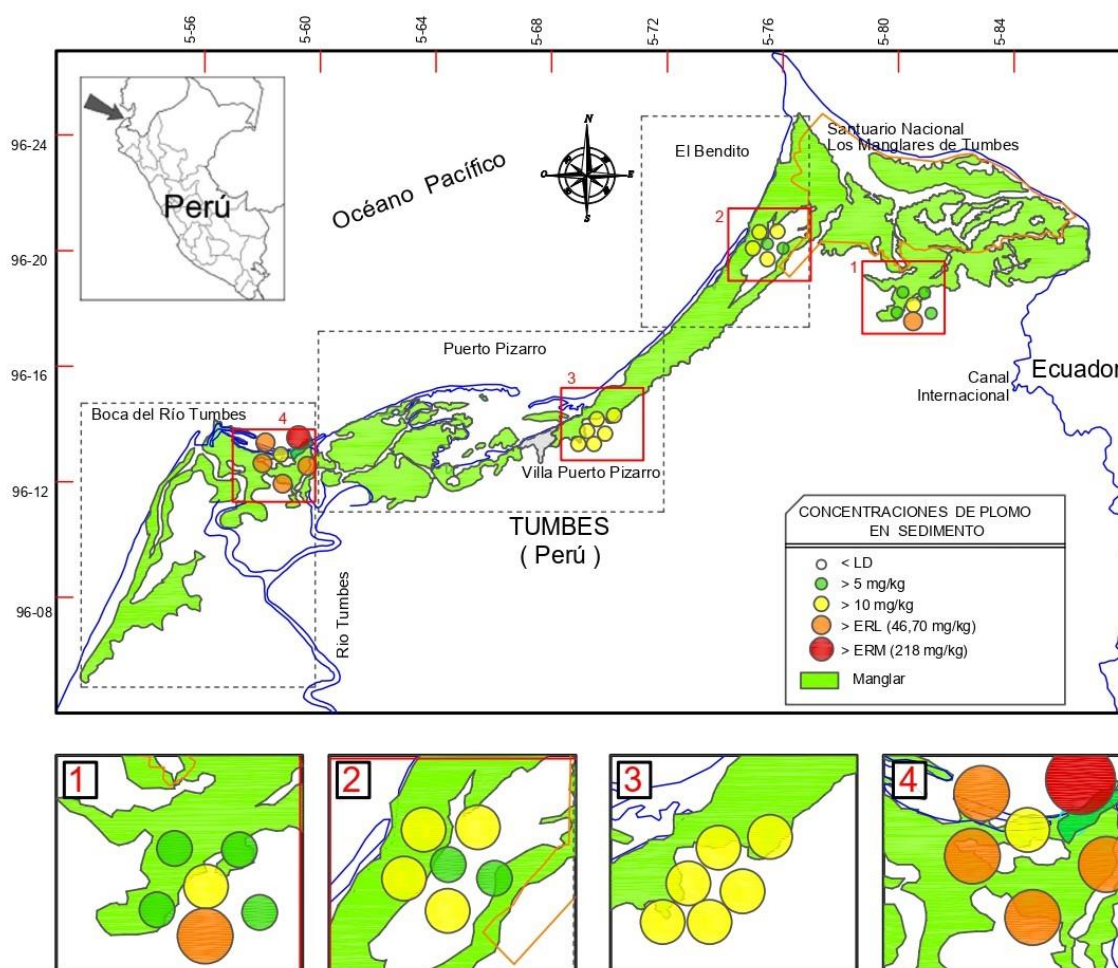 5-56
5-60
5-64
5-68
5-72
5-76
5-80
5-84
96-24
96-20
96-16
96-12
96-08
Perú
Océano Pacífico
N
O
E
S
El Bendito
Santuario Nacional
Los Manglares de Tumbes
2
1
Puerto Pizarro
3
Canal
Internacional
Ecuador
Boca del Río Tumbes
4
Villa Puerto Pizarro
TUMBES
( Perú )
Río Tumbes
CONCENTRACIONES DE PLOMO
EN SEDIMENTO
< LD
> 5 mg/kg
> 10 mg/kg
> ERL (46,70 mg/kg)
> ERM (218 mg/kg)
Manglar
1
2
3
4